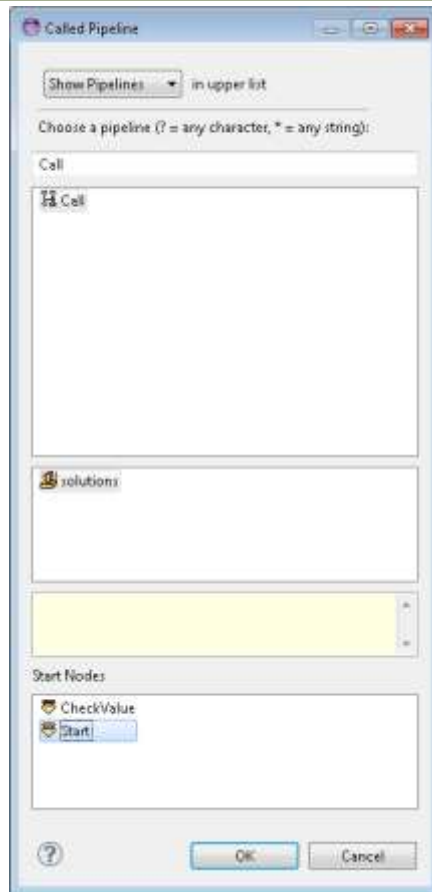 Called Pipeline
Show Pipelines in upper list
Choose a pipeline (? = any character, * = any string):
Call
Call
solutions
Start Nodes
CheckValue
Start
OK Cancel